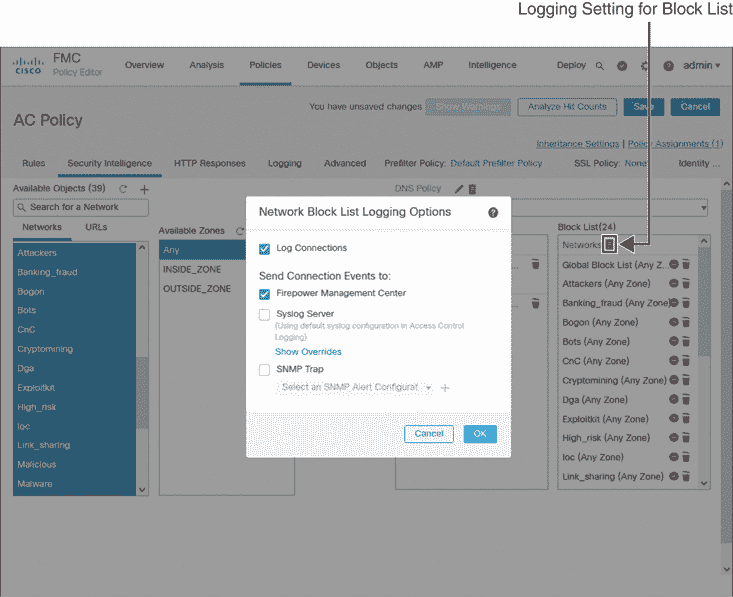 Logging Setting for Block List
CISCO
FMC
Policy Editor
Overview
Analysis
Policies
Devices
Objects
AMP
Intelligence
Deploy
admin
You have unsaved changes
Show Warnings
Analyze Hit Counts
Save
Cancel
AC Policy
Inheritance Settings | Policy Assignments (1)
Rules
Security Intelligence
HTTP Responses
Logging
Advanced
Prefilter Policy: Default Prefilter Policy
SSL Policy: None
Identity ...
Available Objects (39)
Search for a Network
Networks
URLs
Attackers
Banking_fraud
Bogon
Bots
CnC
Cryptomining
Dga
Exploitkit
High_risk
Ioc
Link_sharing
Malicious
Malware
Available Zones
Any
INSIDE_ZONE
OUTSIDE_ZONE
DNS Policy
Network Block List Logging Options
Log Connections
Send Connection Events to:
Firepower Management Center
Syslog Server
(Using default syslog configuration in Access Control
Logging)
Show Overrides
SNMP Trap
Select an SNMP Alert Configurat
Cancel
OK
Block List(24)
Networks
Global Block List (Any Z...
Attackers (Any Zone)
Banking_fraud (Any Zone)
Bogon (Any Zone)
Bots (Any Zone)
CnC (Any Zone)
Cryptomining (Any Zone)
Dga (Any Zone)
Exploitkit (Any Zone)
High_risk (Any Zone)
Ioc (Any Zone)
Link_sharing (Any Zone)